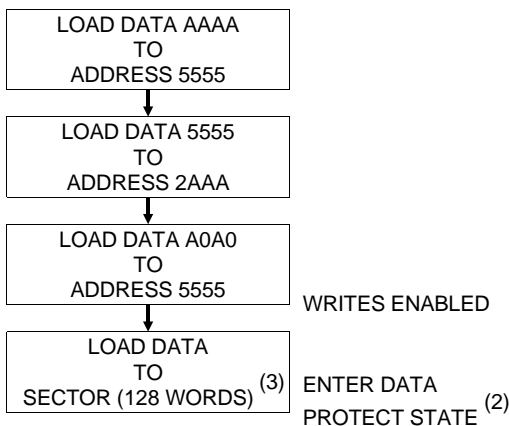 LOAD DATA AAAA
TO
ADDRESS 5555
LOAD DATA 5555
TO
ADDRESS 2AAA
LOAD DATA A0A0
TO
ADDRESS 5555
WRITES ENABLED
LOAD DATA
TO
SECTOR (128 WORDS) (3)
ENTER DATA
PROTECT STATE (2)